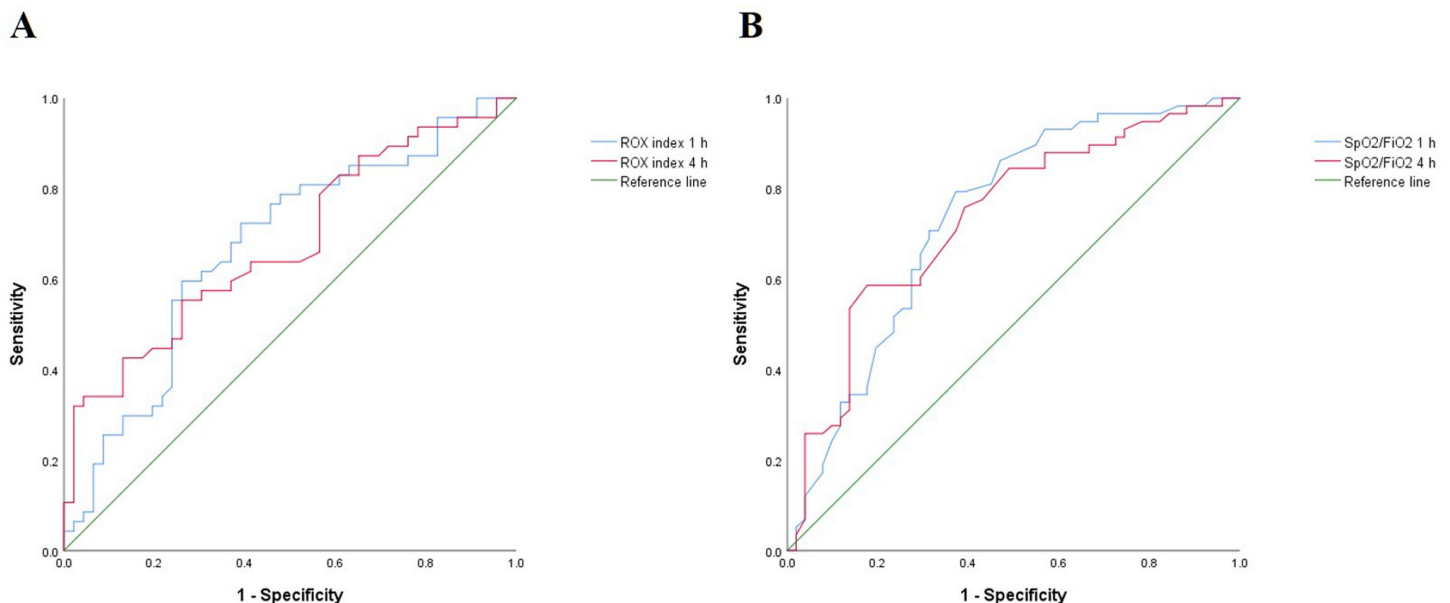 A
B
1.0
0.8
0.6
0.4
0.2
0.0
0.0 0.2 0.4 0.6 0.8 1.0
Sensitivity
1 - Specificity
ROX index 1 h
ROX index 4 h
Reference line
1.0
0.8
0.6
0.4
0.2
0.0
0.0 0.2 0.4 0.6 0.8 1.0
Sensitivity
1 - Specificity
SpO2/FiO2 1 h
SpO2/FiO2 4 h
Reference line